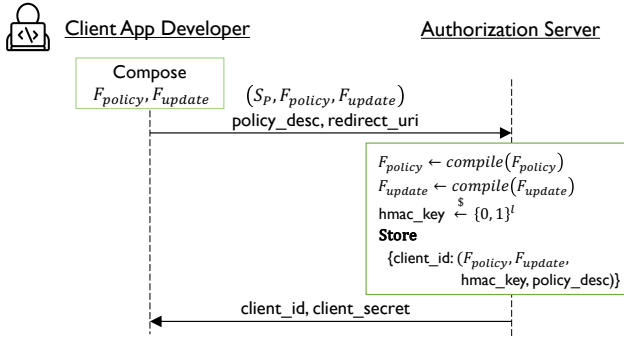 Client App Developer
Authorization Server
Compose
F_policy, F_update
(S_P, F_policy, F_update)
policy_desc, redirect_uri
F_policy ← compile(F_policy)
F_update ← compile(F_update)
hmac_key ←$ {0, 1}^l
Store
{client_id: (F_policy, F_update,
hmac_key, policy_desc)}
client_id, client_secret